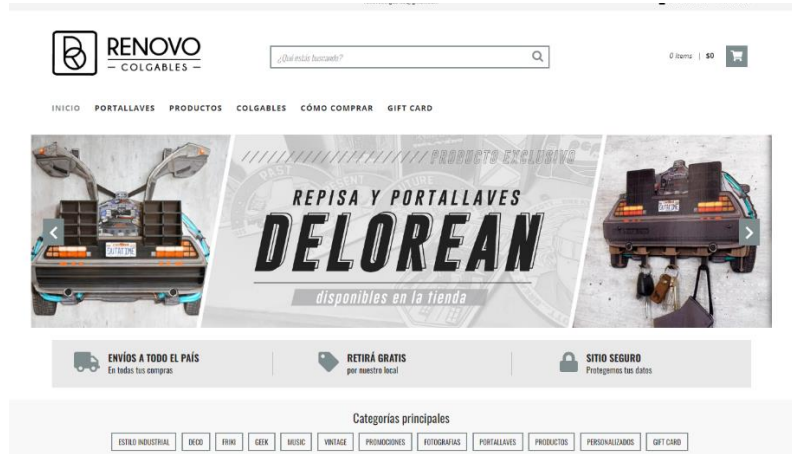 RENOVO
– COLGABLES –
¿Qué estás buscando?
0 items | $0
INICIO PORTALLAVES PRODUCTOS COLGABLES CÓMO COMPRAR GIFT CARD
PRODUCTO EXCLUSIVO
REPISA Y PORTALLAVES
DELOREAN
disponibles en la tienda
OUTATIME
ENVÍOS A TODO EL PAÍS
En todas tus compras
RETIRÁ GRATIS
por nuestro local
SITIO SEGURO
Protegemos tus datos
Categorías principales
ESTILO INDUSTRIAL DECO FRIKI GEEK MUSIC VINTAGE PROMOCIONES FOTOGRAFIAS PORTALLAVES PRODUCTOS PERSONALIZADOS GIFT CARD